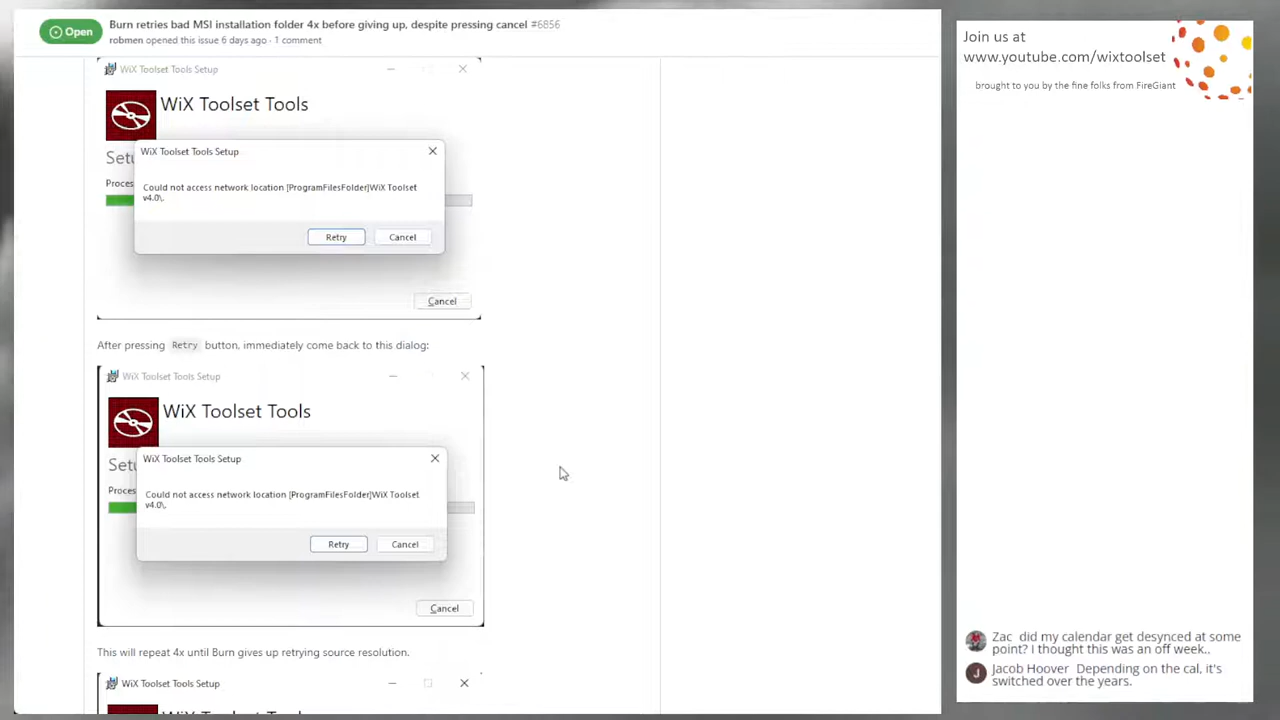 Open
Burn retries bad MSI installation folder 4x before giving up, despite pressing cancel #6856
robmen opened this issue 6 days ago · 1 comment
WiX Toolset Tools Setup
WiX Toolset Tools
WiX Toolset Tools Setup
Setu
Could not access network location [ProgramFilesFolder]WiX Toolset
v4.0\.
Proces
Retry
Cancel
Cancel
After pressing Retry button, immediately come back to this dialog:
WiX Toolset Tools Setup
WiX Toolset Tools
WiX Toolset Tools Setup
Setu
Could not access network location [ProgramFilesFolder]WiX Toolset
v4.0\.
Proces
Retry
Cancel
Cancel
This will repeat 4x until Burn gives up retrying source resolution.
WiX Toolset Tools Setup
WiX Toolset Tools
Join us at
www.youtube.com/wixtoolset
brought to you by the fine folks from FireGiant
Zac did my calendar get desynced at some
point? I thought this was an off week..
J
Jacob Hoover Depending on the cal, it's
switched over the years.